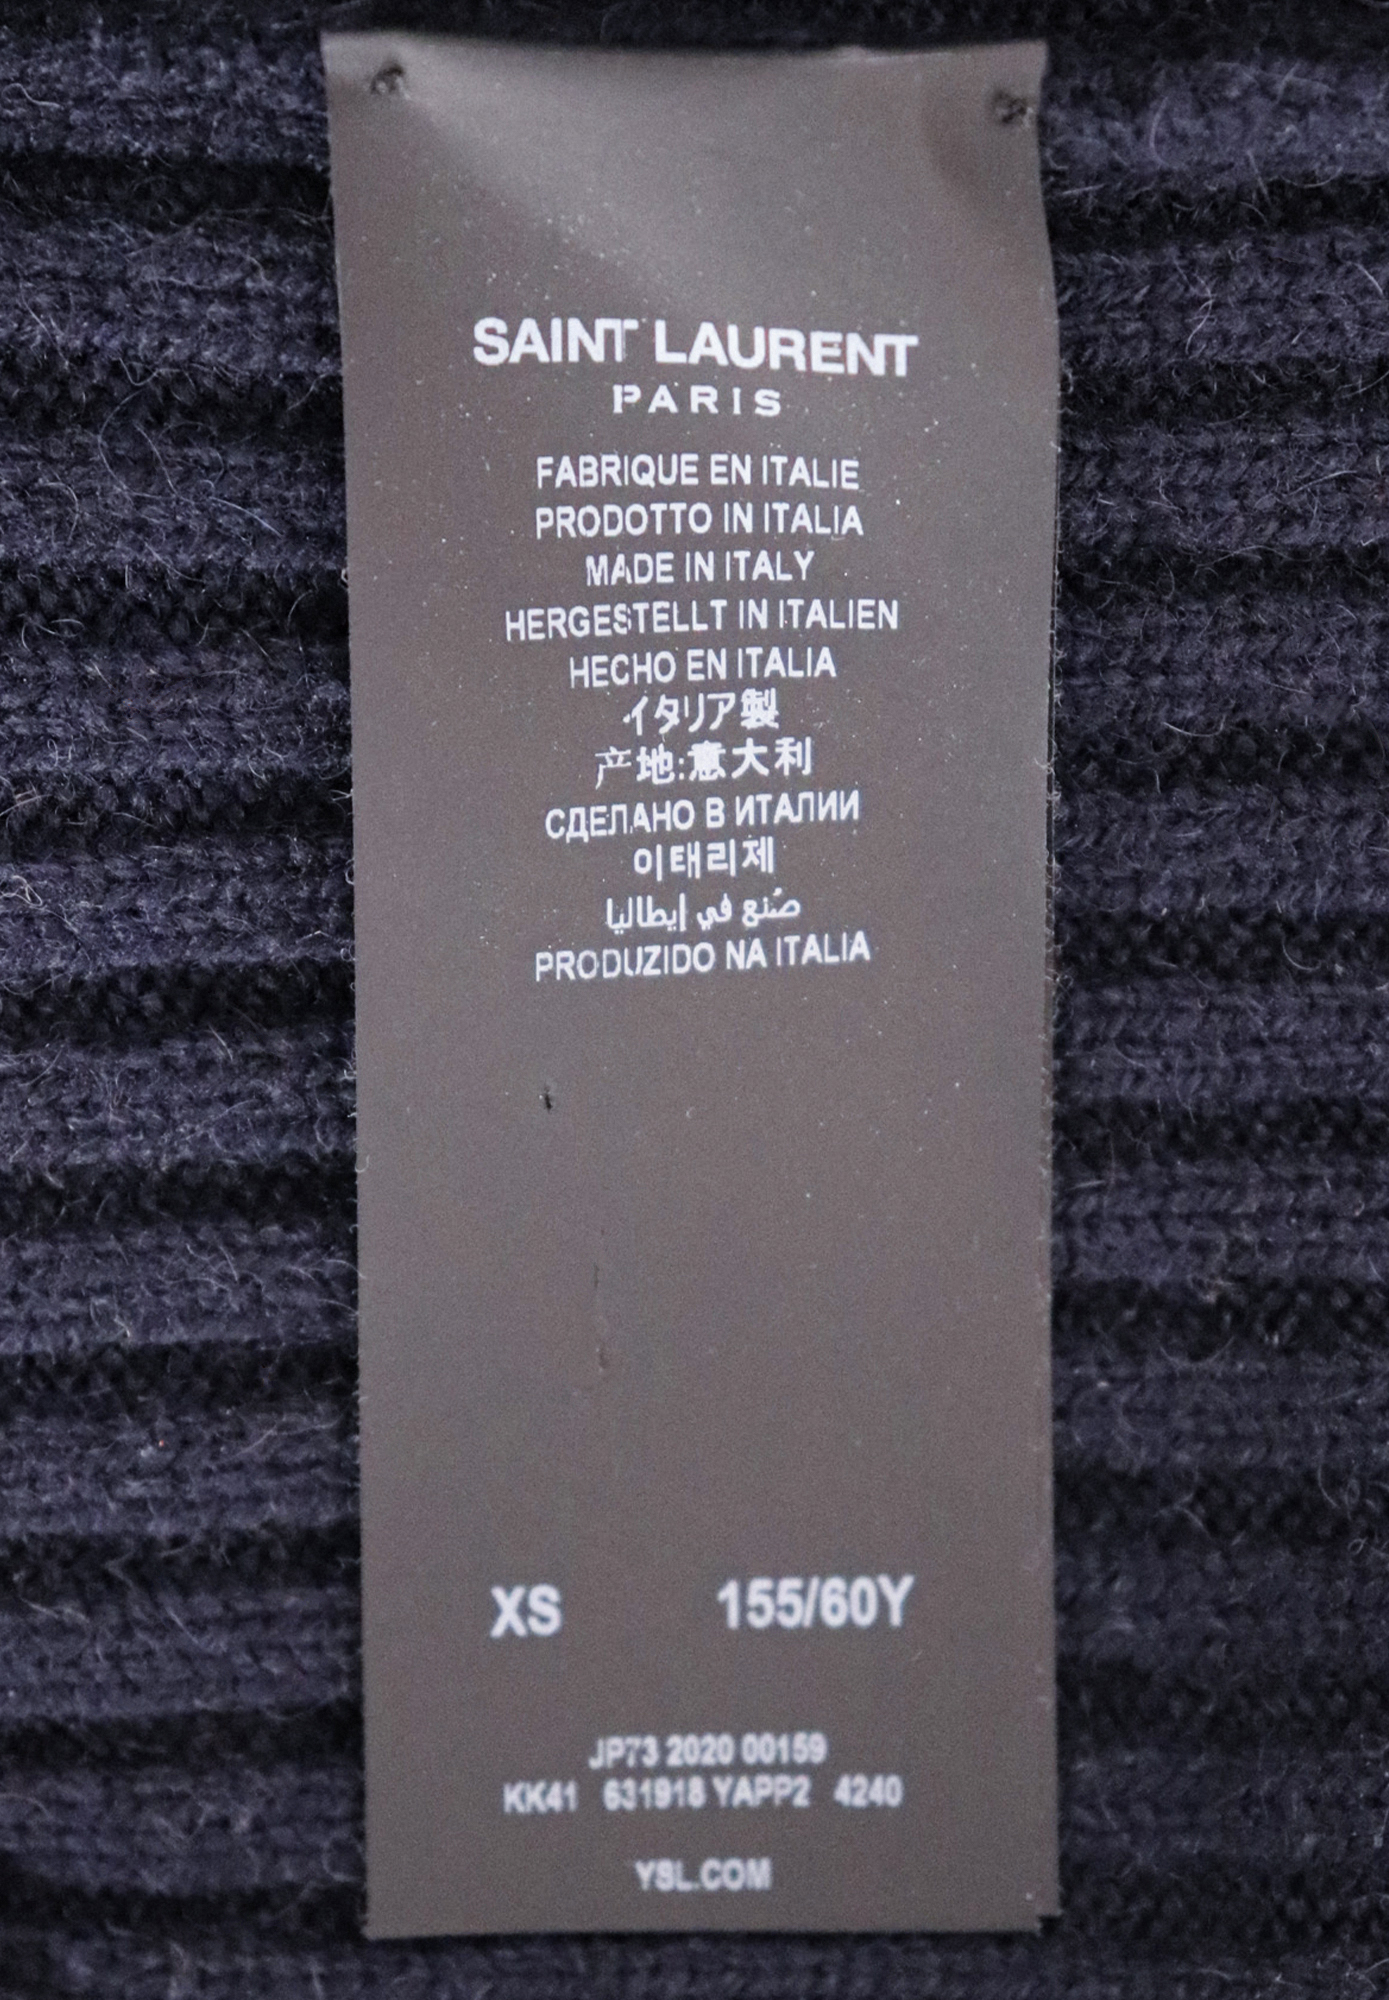 SAINT LAURENT
PARIS
FABRIQUE EN ITALIE
PRODOTTO IN ITALIA
MADE IN ITALY
HERGESTELLT IN ITALIEN
HECHO EN ITALIA
イタリア製
产地:意大利
СДЕЛАНО В ИТАЛИИ
이태리제
صُنع في إيطاليا
PRODUZIDO NA ITALIA
XS 155/60Y
JP73 2020 00159
KK41 631918 YAPP2 4240
YSL.COM